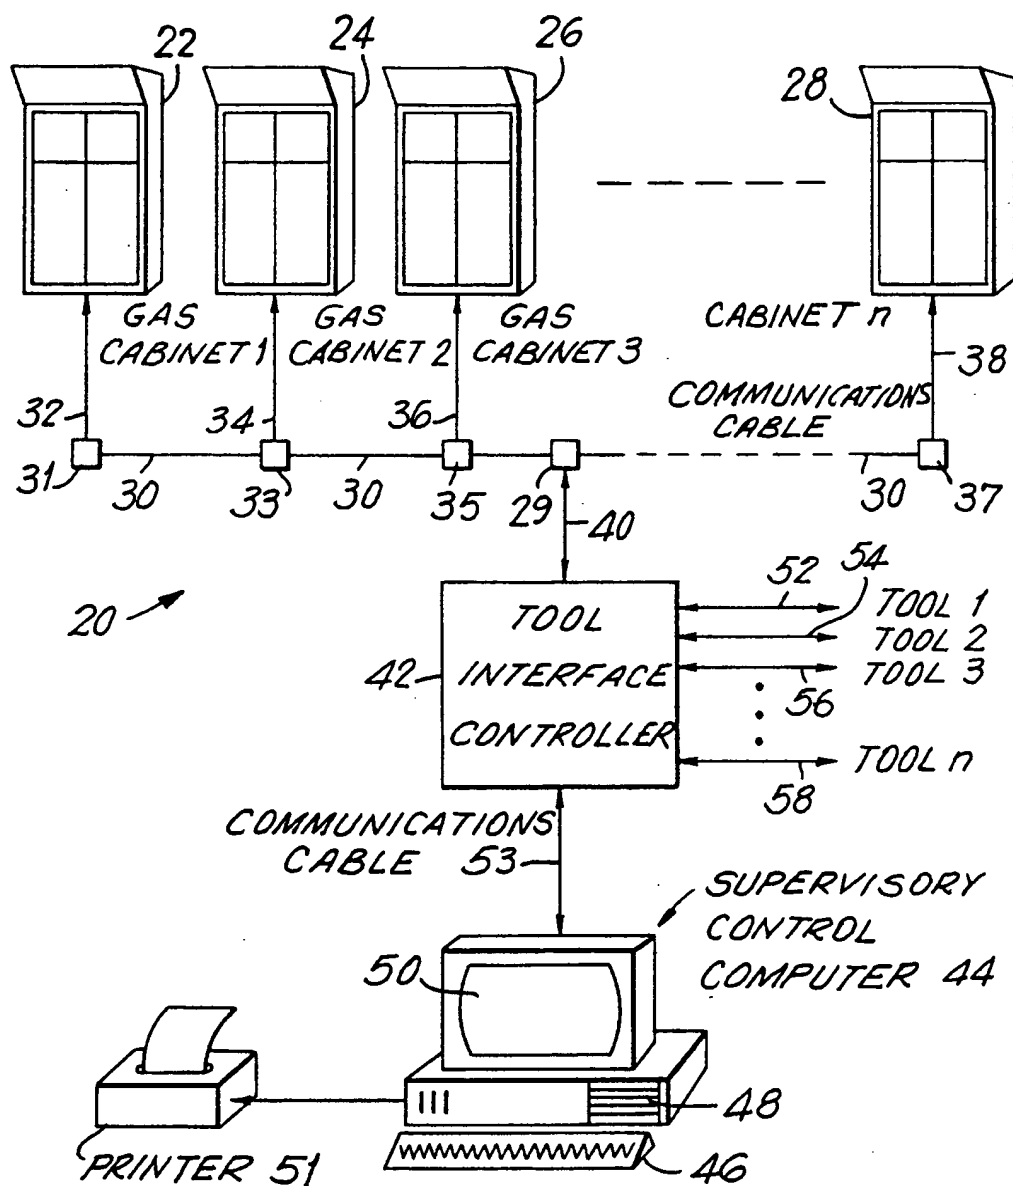 22
24
26
28
GAS
CABINET 1
GAS
CABINET 2
GAS
CABINET 3
CABINET n
32
34
36
38
COMMUNICATIONS
CABLE
31
30
33
30
35
29
30
37
40
20
42
TOOL
INTERFACE
CONTROLLER
52
54
TOOL 1
TOOL 2
TOOL 3
56
TOOL n
58
COMMUNICATIONS
CABLE
53
SUPERVISORY
CONTROL
COMPUTER 44
50
48
46
PRINTER 51